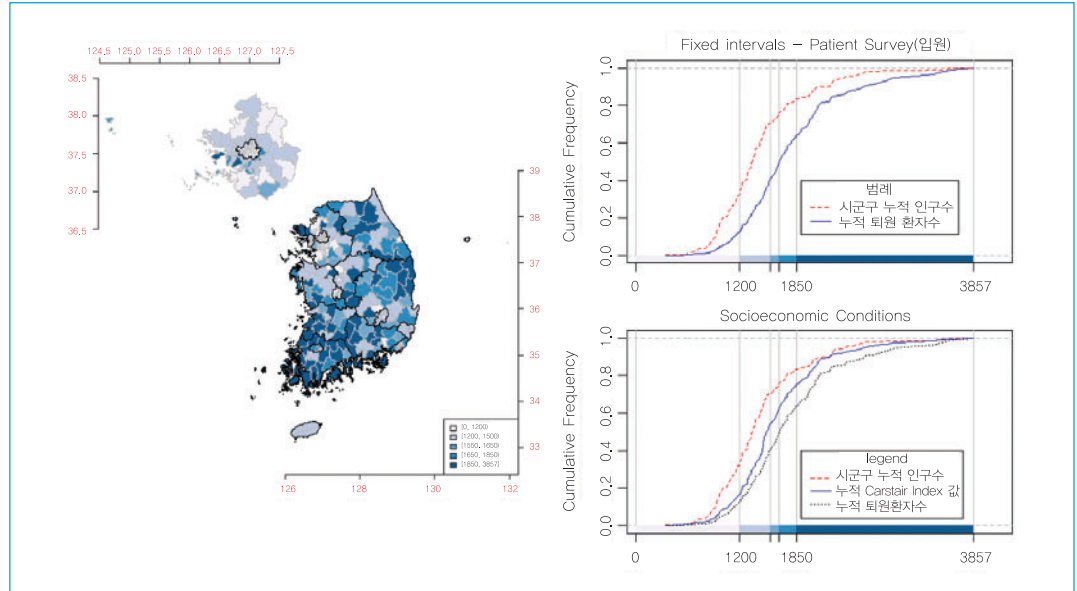 124.5 125.0 125.5 126.0 126.5 127.0 127.5
38.5
38.0
37.5
37.0
36.5
39
38
37
36
35
34
33
126 128 130 132
[0, 1200)
[1200, 1500)
[1550, 1650)
[1650, 1850)
[1850, 3857]
Fixed intervals - Patient Survey(입원)
Cumulative Frequency
1.0
0.8
0.6
0.4
0.2
0.0
범례
시군구 누적 인구수
누적 퇴원 환자수
0 1200 1850 3857
Socioeconomic Conditions
Cumulative Frequency
1.0
0.8
0.6
0.4
0.2
0.0
legend
시군구 누적 인구수
누적 Carstair Index 값
누적 퇴원환자수
0 1200 1850 3857